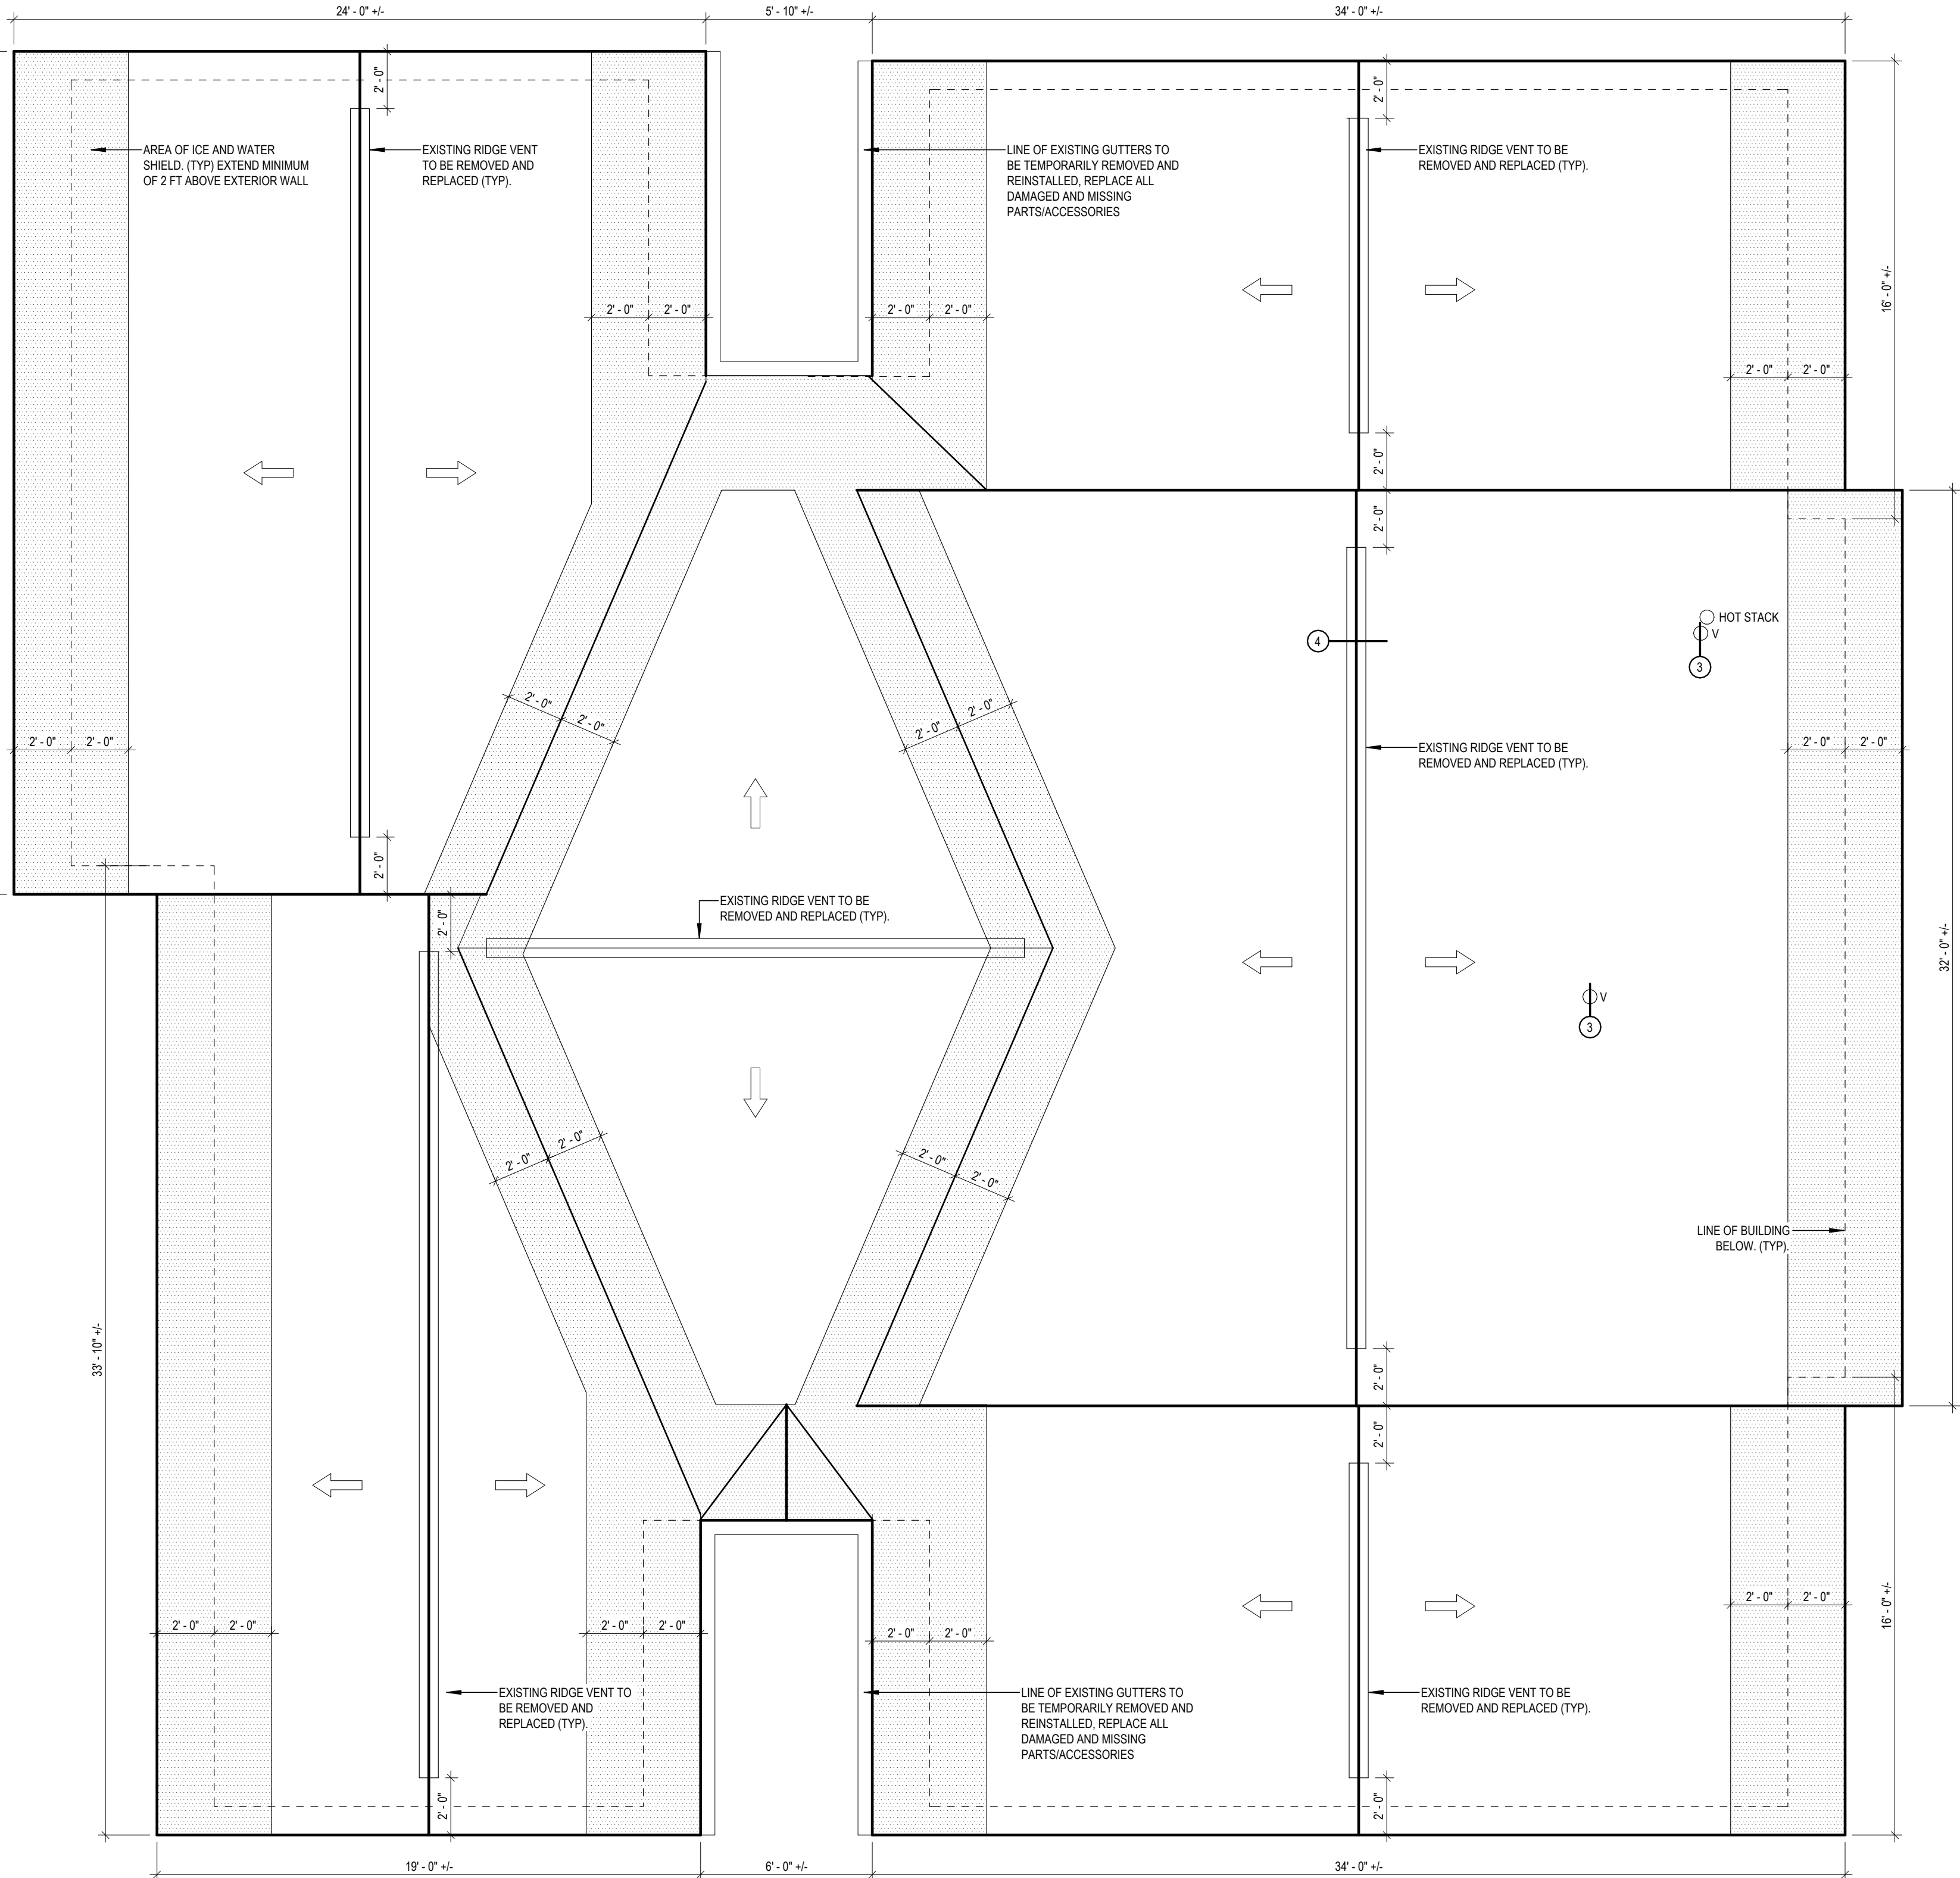 24' - 0" +/-
5' - 10" +/-
34' - 0" +/-
2' - 0"
2' - 0"
AREA OF ICE AND WATER
SHIELD. (TYP) EXTEND MINIMUM
OF 2 FT ABOVE EXTERIOR WALL
EXISTING RIDGE VENT
TO BE REMOVED AND
REPLACED (TYP).
LINE OF EXISTING GUTTERS TO
BE TEMPORARILY REMOVED AND
REINSTALLED, REPLACE ALL
DAMAGED AND MISSING
PARTS/ACCESSORIES
EXISTING RIDGE VENT TO BE
REMOVED AND REPLACED (TYP).
16' - 0" +/-
2' - 0"
2' - 0"
2' - 0"
2' - 0"
2' - 0"
2' - 0"
2' - 0"
2' - 0"
HOT STACK
V
4
3
2' - 0"
2' - 0"
2' - 0"
2' - 0"
2' - 0"
2' - 0"
EXISTING RIDGE VENT TO BE
REMOVED AND REPLACED (TYP).
2' - 0"
2' - 0"
2' - 0"
EXISTING RIDGE VENT TO BE
REMOVED AND REPLACED (TYP).
2' - 0"
32' - 0" +/-
V
3
2' - 0"
2' - 0"
2' - 0"
2' - 0"
LINE OF BUILDING
BELOW. (TYP).
33' - 10" +/-
2' - 0"
2' - 0"
2' - 0"
2' - 0"
2' - 0"
2' - 0"
2' - 0"
2' - 0"
2' - 0"
2' - 0"
16' - 0" +/-
EXISTING RIDGE VENT TO
BE REMOVED AND
REPLACED (TYP).
LINE OF EXISTING GUTTERS TO
BE TEMPORARILY REMOVED AND
REINSTALLED, REPLACE ALL
DAMAGED AND MISSING
PARTS/ACCESSORIES
EXISTING RIDGE VENT TO BE
REMOVED AND REPLACED (TYP).
2' - 0"
2' - 0"
19' - 0" +/-
6' - 0" +/-
34' - 0" +/-